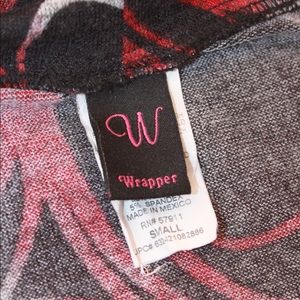 W
Wrapper
5% SPANDEX
MADE IN MEXICO
RN# 57911
SMALL